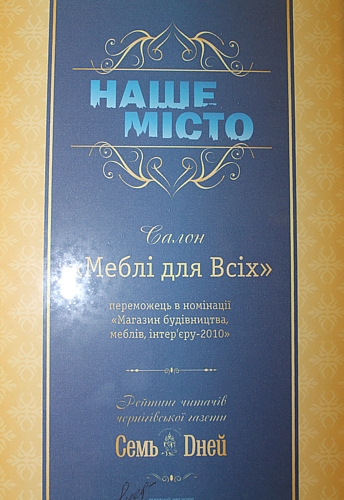 НАШЕ
МІСТО
Салон
«Меблі для Всіх»
переможець в номінації
«Магазин будівництва,
меблів, інтер'єру-2010»
Рейтинг читачів
чернігівської газети
Семь Dней